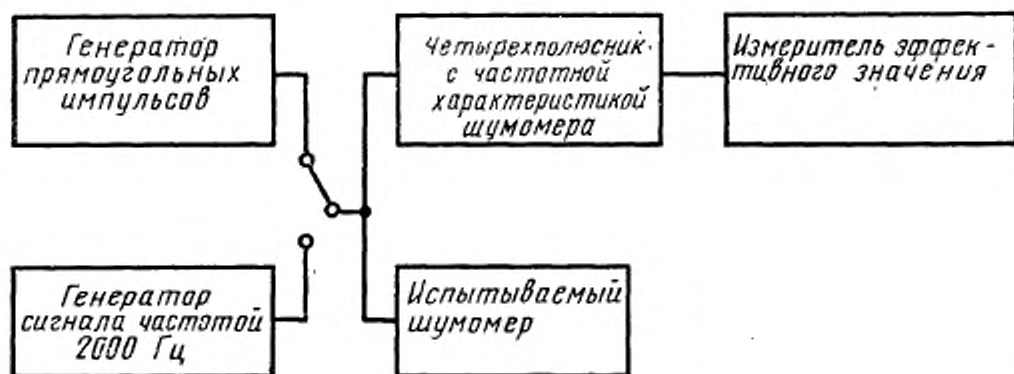 Генератор
прямоугольных
импульсов
Четырехполюсник
с частотной
характеристикой
шумомера
Измеритель эффек-
тивного значения
Генератор
сигнала частотой
2000 Гц
Испытываемый
шумомер